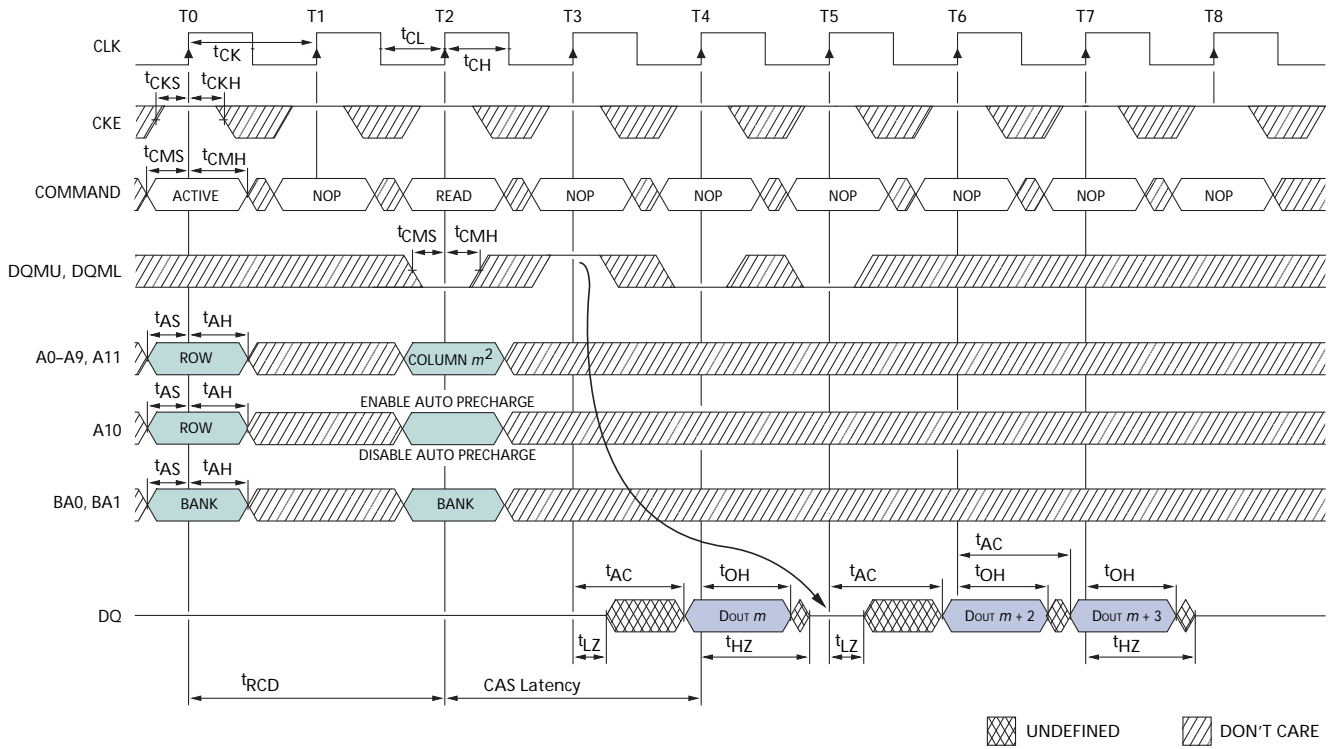 T0 T1 T2 T3 T4 T5 T6 T7 T8
CLK
tCK tCL tCH
tCKS tCKH
CKE
tCMS tCMH
COMMAND ACTIVE NOP READ NOP NOP NOP NOP NOP NOP
tCMS tCMH
DQMU, DQML
tAS tAH
A0–A9, A11 ROW COLUMN m2
tAS tAH ENABLE AUTO PRECHARGE
A10 ROW
DISABLE AUTO PRECHARGE
tAS tAH
BA0, BA1 BANK BANK
tAC
tAC tOH tAC tOH tOH
DQ DOUT m DOUT m + 2 DOUT m + 3
tLZ tHZ tLZ tHZ
tRCD CAS Latency
UNDEFINED DON'T CARE